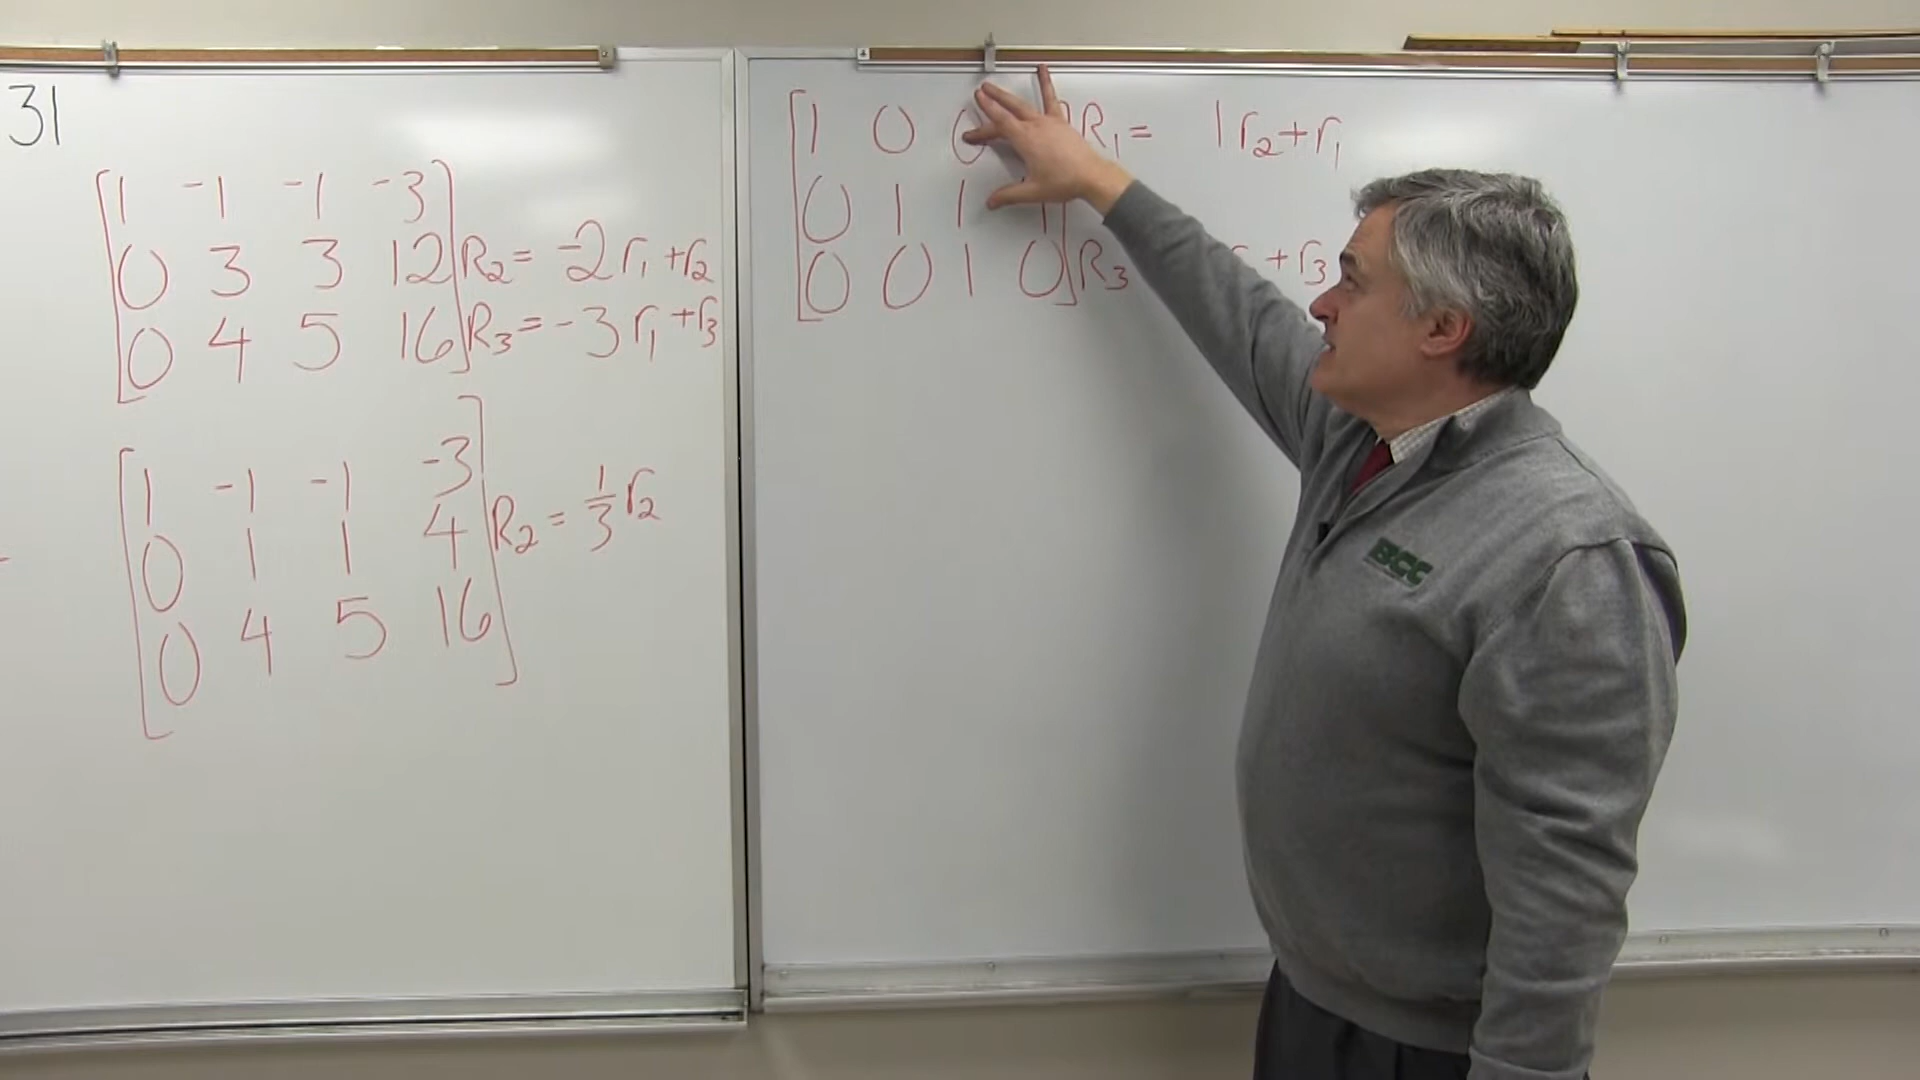 31
1 -1 -1 -3
0 3 3 12 R2 = -2r1 + r2
0 4 5 16 R3 = -3r1 + r3
1 -1 -1 -3
0 1 1 4 R2 = 1/3 r2
0 4 5 16
1 0 0 R1 = 1r2 + r1
0 1 1
0 0 1 0 R3 r + r3
BCC